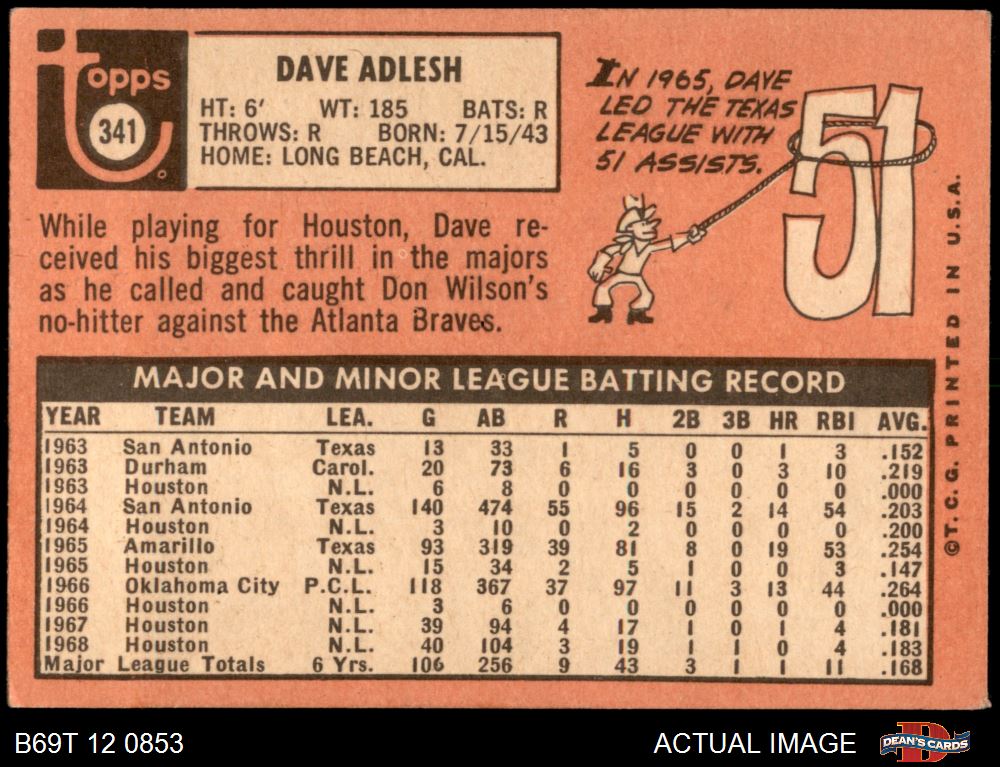 topps
341
DAVE ADLESH
HT: 6' WT: 185 BATS: R
THROWS: R BORN: 7/15/43
HOME: LONG BEACH, CAL.
IN 1965, DAVE
LED THE TEXAS
LEAGUE WITH
51 ASSISTS.
51
While playing for Houston, Dave re-
ceived his biggest thrill in the majors
as he called and caught Don Wilson's
no-hitter against the Atlanta Braves.
MAJOR AND MINOR LEAGUE BATTING RECORD
YEAR TEAM LEA. G AB R H 2B 3B HR RBI AVG.
1963 San Antonio Texas 13 33 1 5 0 0 1 3 .152
1963 Durham Carol. 20 73 6 16 3 0 3 10 .219
1963 Houston N.L. 6 8 0 0 0 0 0 0 .000
1964 San Antonio Texas 140 474 55 96 15 2 14 54 .203
1964 Houston N.L. 3 10 0 2 0 0 0 0 .200
1965 Amarillo Texas 93 319 39 81 8 0 19 53 .254
1965 Houston N.L. 15 34 2 5 1 0 0 3 .147
1966 Oklahoma City P.C.L. 118 367 37 97 11 3 13 44 .264
1966 Houston N.L. 3 6 0 0 0 0 0 0 .000
1967 Houston N.L. 39 94 4 17 1 0 1 4 .181
1968 Houston N.L. 40 104 3 19 1 1 0 4 .183
Major League Totals 6 Yrs. 106 256 9 43 3 1 1 11 .168
©T.C.G. PRINTED IN U.S.A.
B69T 12 0853
ACTUAL IMAGE
DEAN'S CARDS